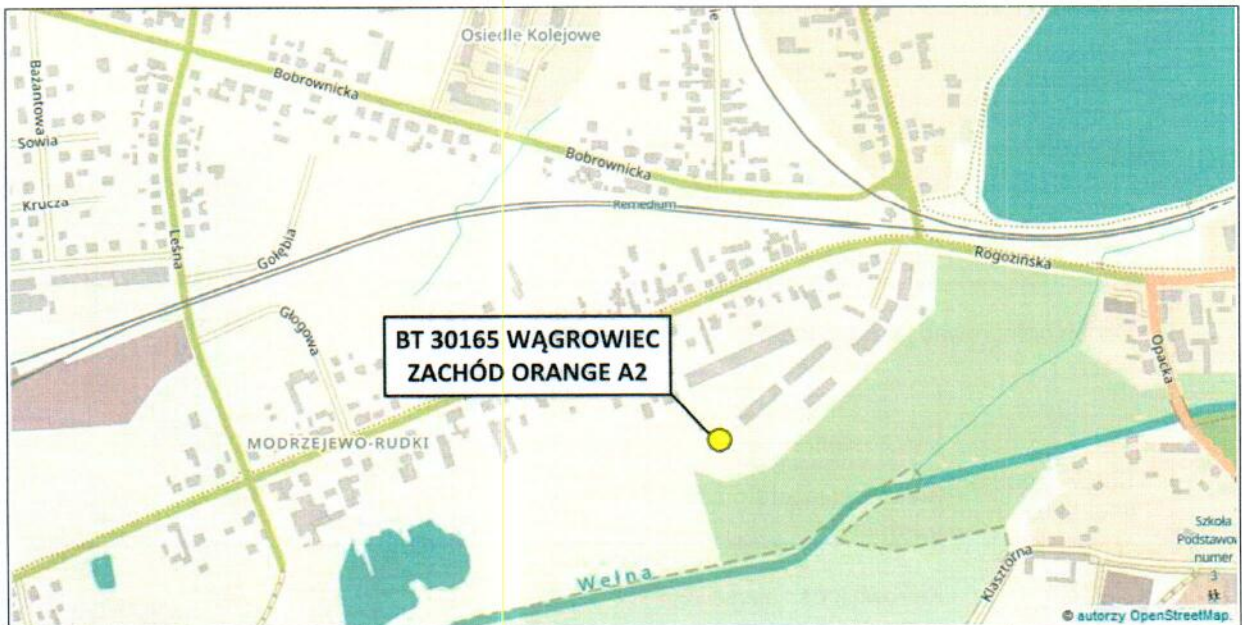 Osiedle Kolejowe
Bażantowa
Bobrownicka
Sowia
Krucza
Leśna
Gołębia
Bobrownicka
Remedium
Rogozińska
Głogowa
BT 30165 WĄGROWIEC
ZACHÓD ORANGE A2
Opacka
MODRZEJEWO-RUDKI
Wełna
Klasztorna
Szkoła
numer
3
© autorzy OpenStreetMap.